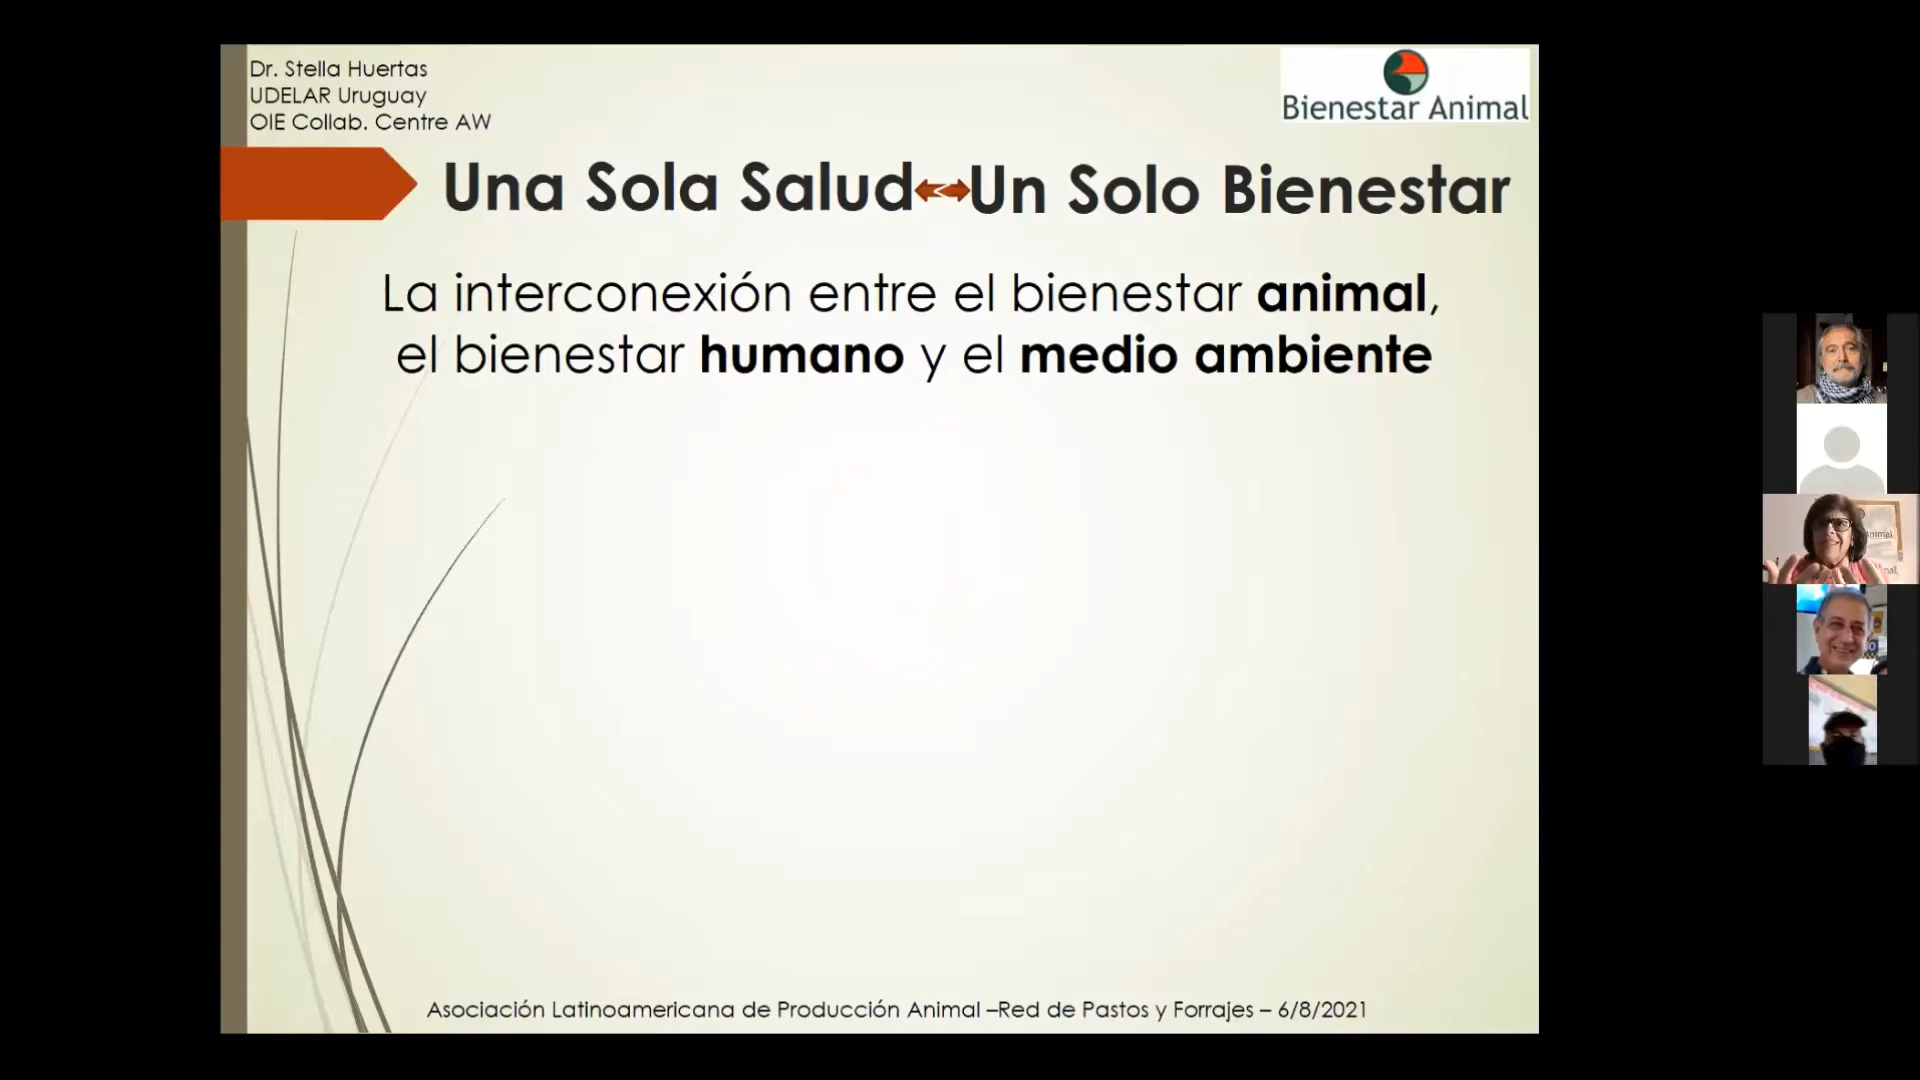 Dr. Stella Huertas
UDELAR Uruguay
OIE Collab. Centre AW
Bienestar Animal
Una Sola Salud Un Solo Bienestar
La interconexión entre el bienestar animal,
el bienestar humano y el medio ambiente
Asociación Latinoamericana de Producción Animal –Red de Pastos y Forrajes – 6/8/2021